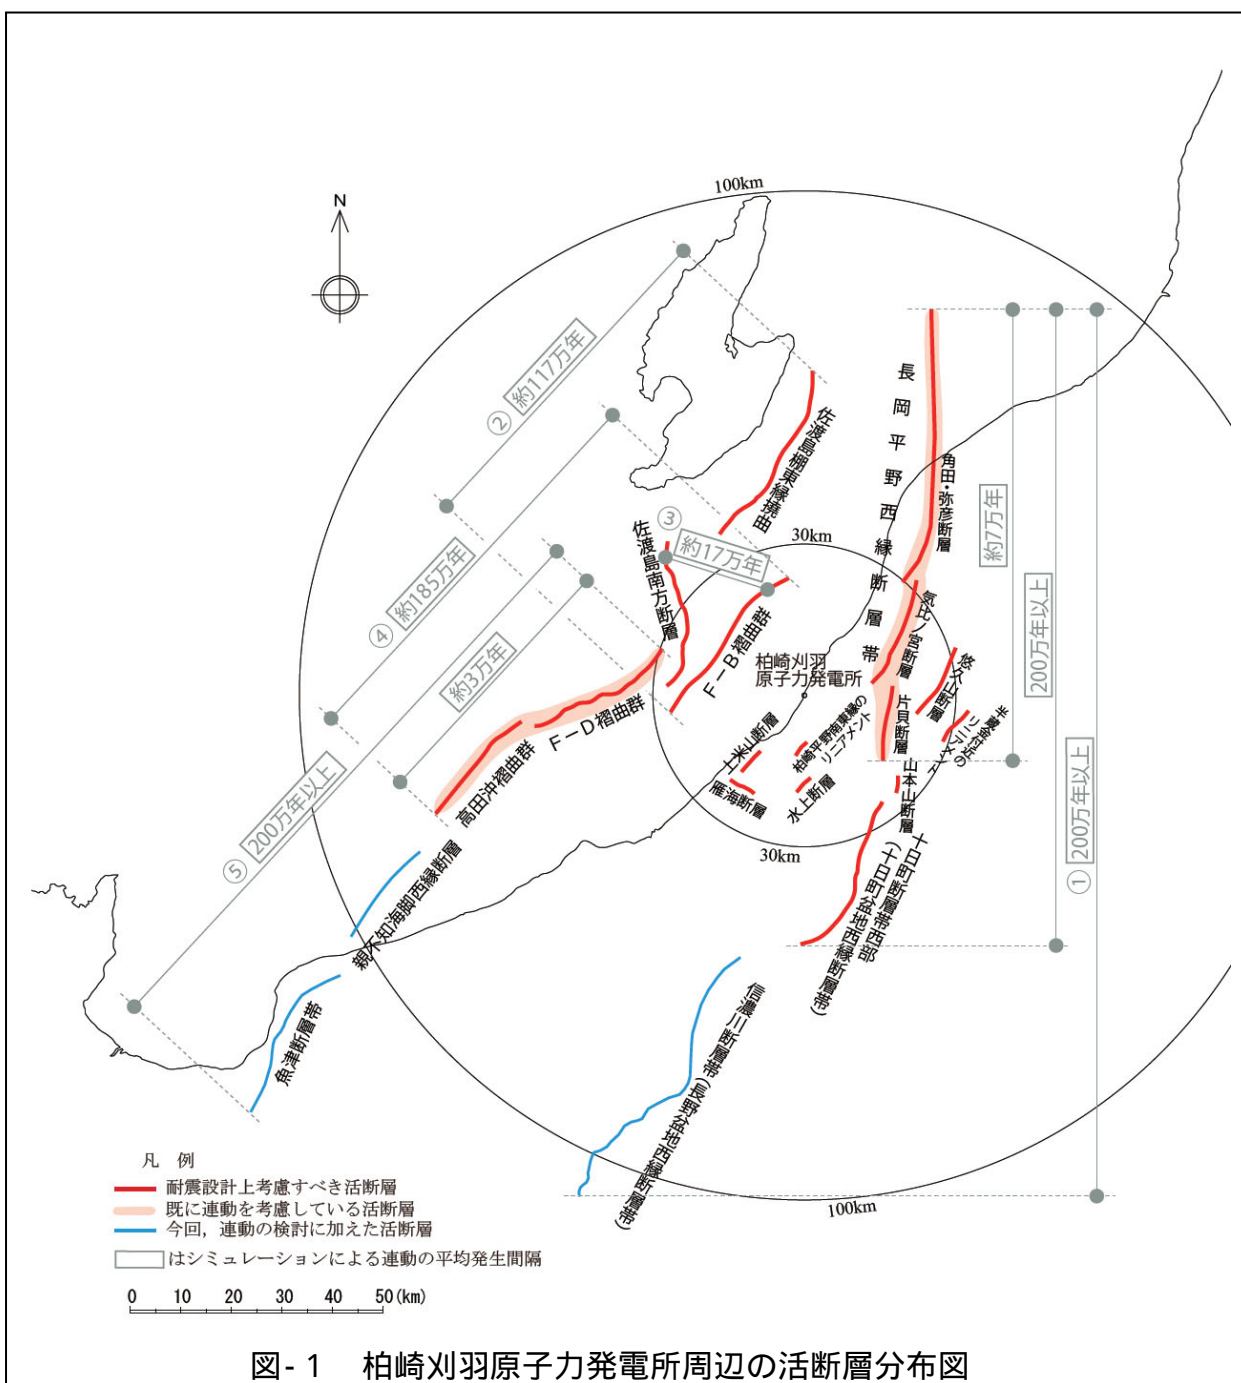 N
100km
② 約117万年
長岡平野西縁断層帯
佐渡島棚東縁撓曲
角田・弥彦断層
約7万年
③ 約17万年
30km
佐渡島南方断層
④ 約185万年
気比ノ宮断層
200万年以上
約3万年
F－B褶曲群
柏崎刈羽
原子力発電所
悠久山断層
半蔵金付近の
リニアメント
片貝断層
F－D褶曲群
柏崎平野南東縁の
リニアメント
上米山断層
山本山断層
高田沖褶曲群
雁海断層
水上断層
① 200万年以上
⑤ 200万年以上
30km
親不知海脚西縁断層
十日町断層帯西部
(十日町盆地西縁断層帯)
魚津断層帯
信濃川断層帯(長野盆地西縁断層帯)
100km
凡 例
耐震設計上考慮すべき活断層
既に連動を考慮している活断層
今回，連動の検討に加えた活断層
はシミュレーションによる連動の平均発生間隔
0 10 20 30 40 50(km)
図-1 柏崎刈羽原子力発電所周辺の活断層分布図